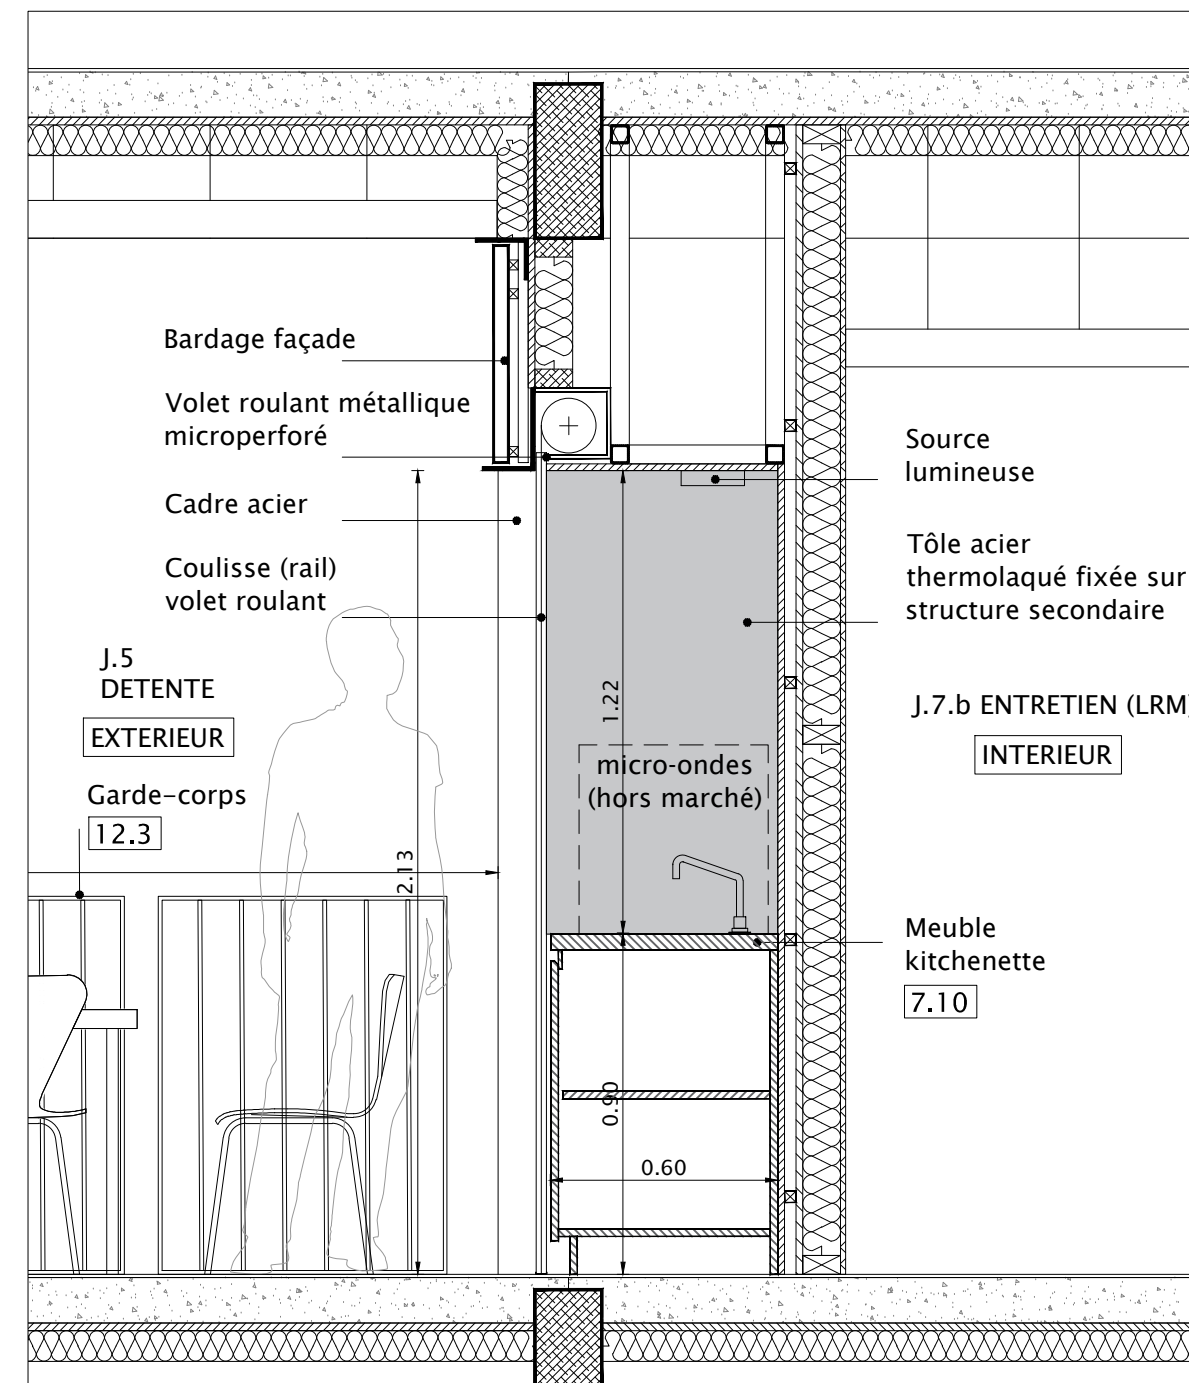 Bardage façade
Volet roulant métallique
microperforé
Cadre acier
Coulisse (rail)
volet roulant
J.5
DETENTE
EXTERIEUR
Garde-corps
12.3
2.13
1.22
micro-ondes
(hors marché)
0.90
0.60
Source
lumineuse
Tôle acier
thermolaqué fixée sur
structure secondaire
J.7.b ENTRETIEN (LRM)
INTERIEUR
Meuble
kitchenette
7.10